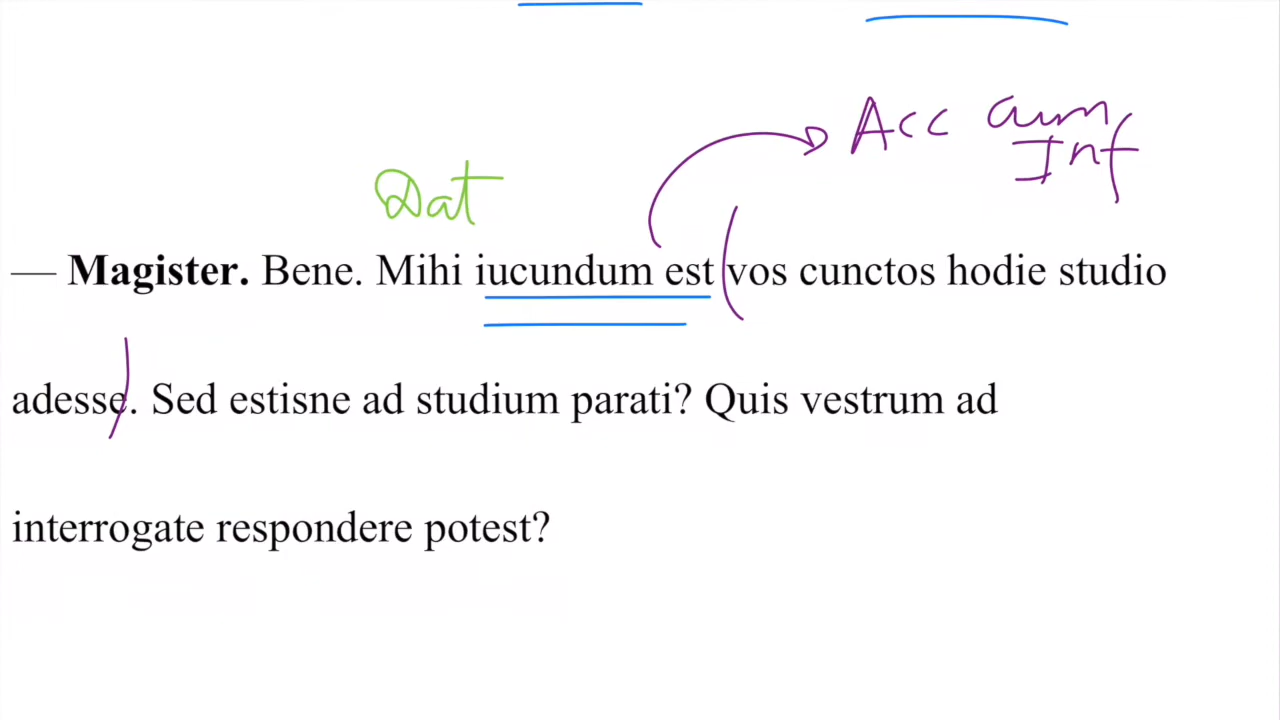 Acc cum
Inf
Dat
— Magister. Bene. Mihi iucundum est vos cunctos hodie studio
adesse. Sed estisne ad studium parati? Quis vestrum ad
interrogate respondere potest?